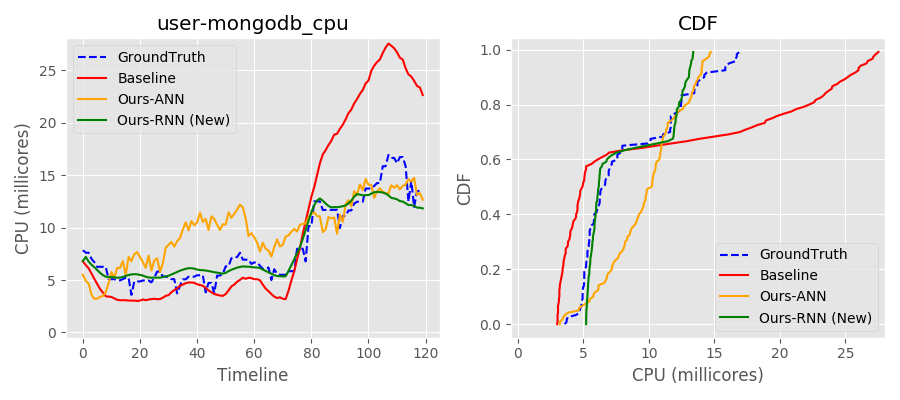 user-mongodb_cpu
GroundTruth
Baseline
Ours-ANN
Ours-RNN (New)
CPU (millicores)
25
20
15
10
5
0
0
20
40
60
80
100
120
Timeline
CDF
CDF
1.0
0.8
0.6
0.4
0.2
0.0
GroundTruth
Baseline
Ours-ANN
Ours-RNN (New)
0
5
10
15
20
25
CPU (millicores)